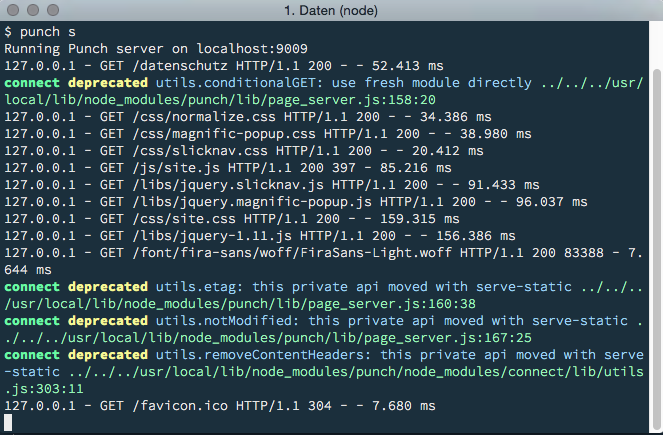 1. Daten (node)
$ punch s
Running Punch server on localhost:9009
127.0.0.1 - GET /datenschutz HTTP/1.1 200 - - 52.413 ms
connect deprecated utils.conditionalGET: use fresh module directly ../../../usr/
local/lib/node_modules/punch/lib/page_server.js:158:20
127.0.0.1 - GET /css/normalize.css HTTP/1.1 200 - - 34.386 ms
127.0.0.1 - GET /css/magnific-popup.css HTTP/1.1 200 - - 38.980 ms
127.0.0.1 - GET /css/slicknav.css HTTP/1.1 200 - - 20.412 ms
127.0.0.1 - GET /js/site.js HTTP/1.1 200 397 - 85.216 ms
127.0.0.1 - GET /libs/jquery.slicknav.js HTTP/1.1 200 - - 91.433 ms
127.0.0.1 - GET /libs/jquery.magnific-popup.js HTTP/1.1 200 - - 96.037 ms
127.0.0.1 - GET /css/site.css HTTP/1.1 200 - - 159.315 ms
127.0.0.1 - GET /libs/jquery-1.11.js HTTP/1.1 200 - - 156.386 ms
127.0.0.1 - GET /font/fira-sans/woff/FiraSans-Light.woff HTTP/1.1 200 83388 - 7.
644 ms
connect deprecated utils.etag: this private api moved with serve-static ../../..
/usr/local/lib/node_modules/punch/lib/page_server.js:160:38
connect deprecated utils.notModified: this private api moved with serve-static .
./../../usr/local/lib/node_modules/punch/lib/page_server.js:167:25
connect deprecated utils.removeContentHeaders: this private api moved with serve
-static ../../../usr/local/lib/node_modules/punch/node_modules/connect/lib/utils
.js:303:11
127.0.0.1 - GET /favicon.ico HTTP/1.1 304 - - 7.680 ms